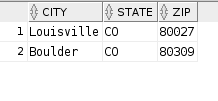 CITY STATE ZIP
1 Louisville CO 80027
2 Boulder CO 80309